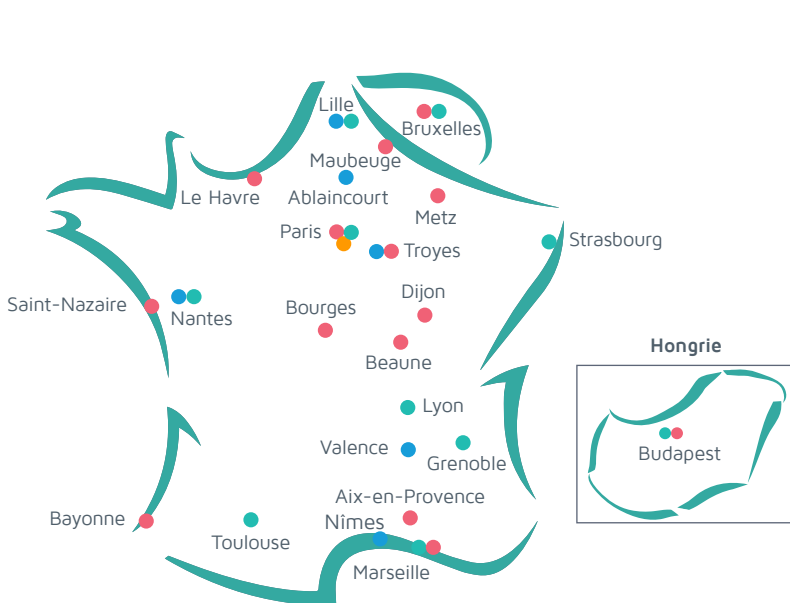 Lille
Bruxelles
Maubeuge
Le Havre
Ablaincourt
Metz
Paris
Troyes
Strasbourg
Saint-Nazaire
Nantes
Bourges
Dijon
Beaune
Hongrie
Lyon
Valence
Grenoble
Budapest
Aix-en-Provence
Bayonne
Nîmes
Toulouse
Marseille